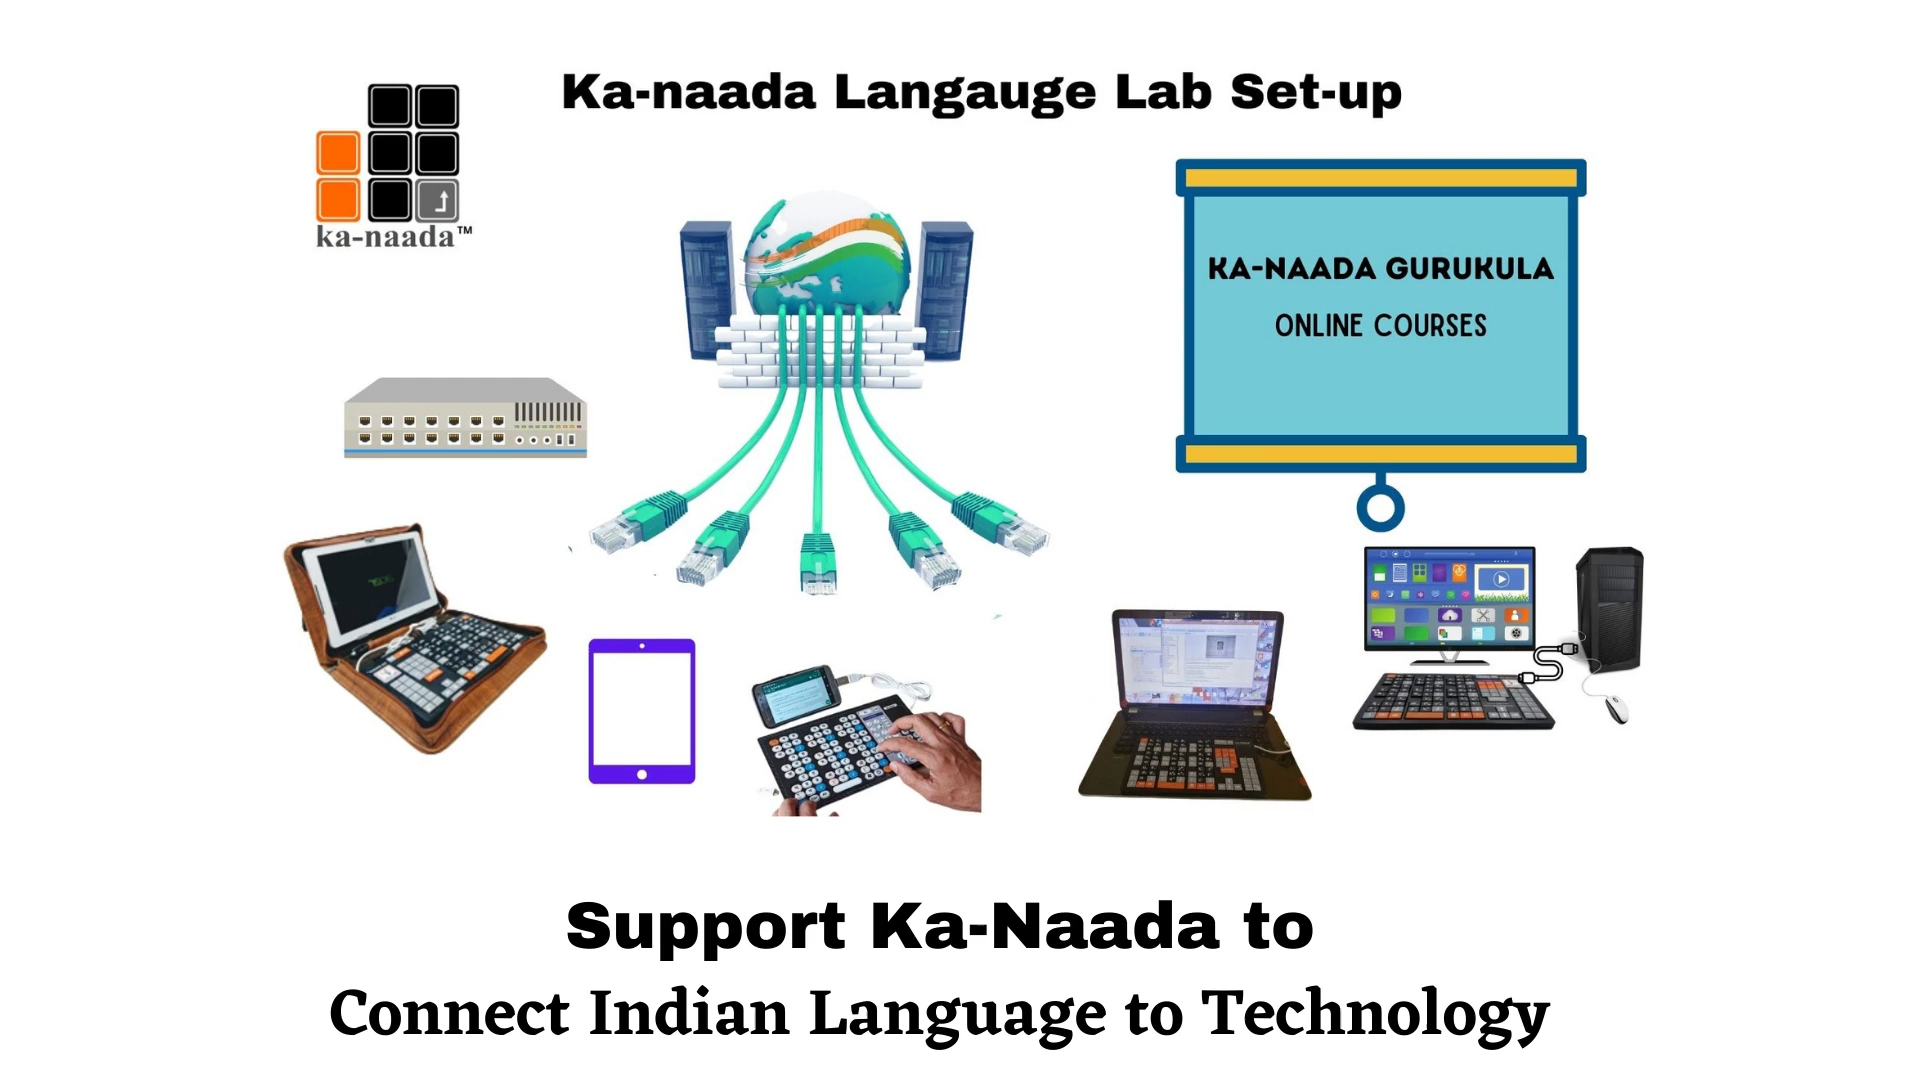 Ka-naada Langauge Lab Set-up
ka-naada™
KA-NAADA GURUKULA
ONLINE COURSES
Support Ka-Naada to
Connect Indian Language to Technology